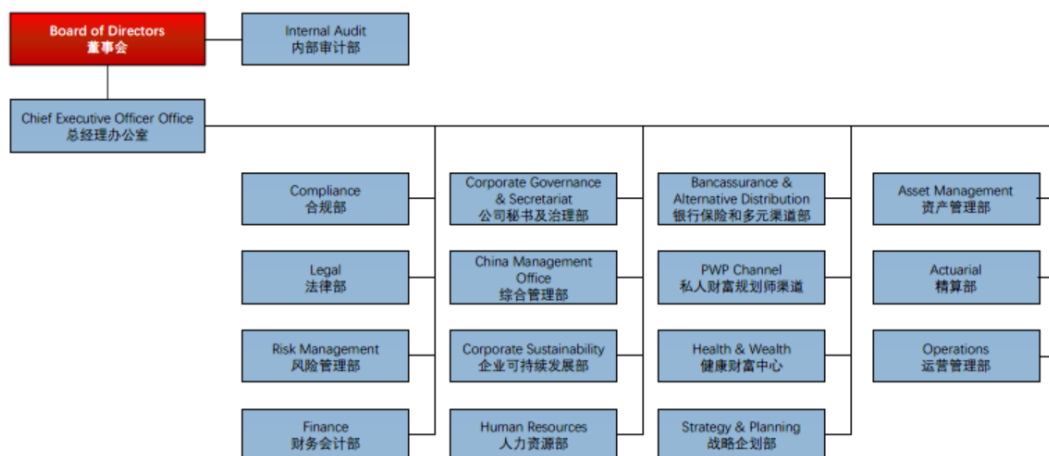 Board of Directors
董事会
Internal Audit
内部审计部
Chief Executive Officer Office
总经理办公室
Compliance
合规部
Corporate Governance
& Secretariat
公司秘书及治理部
Bancassurance &
Alternative Distribution
银行保险和多元渠道部
Asset Management
资产管理部
Legal
法律部
China Management
Office
综合管理部
PWP Channel
私人财富规划师渠道
Actuarial
精算部
Risk Management
风险管理部
Corporate Sustainability
企业可持续发展部
Health & Wealth
健康财富中心
Operations
运营管理部
Finance
财务会计部
Human Resources
人力资源部
Strategy & Planning
战略企划部